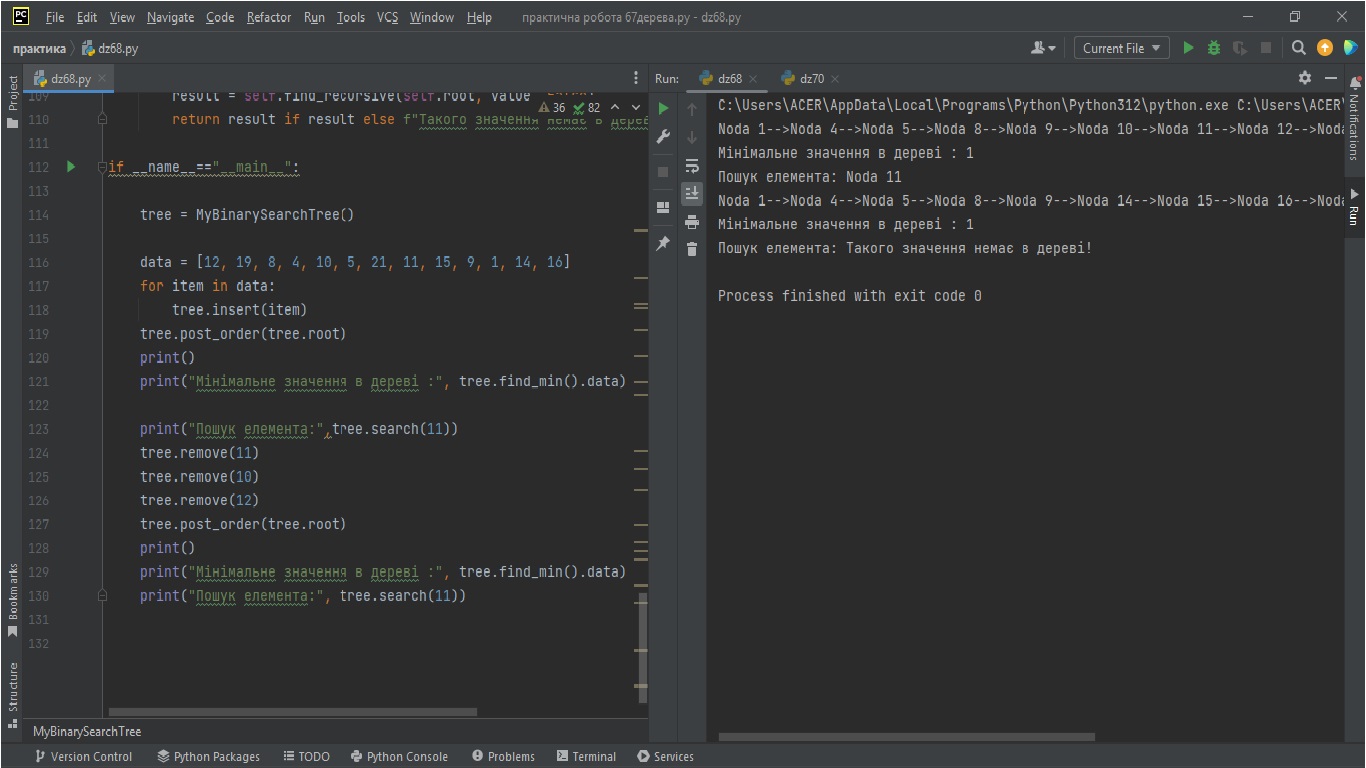 PC File Edit View Navigate Code Refactor Run Tools VCS Window Help практична робота 67дерева.py - dz68.py
практика dz68.py Current File
Project
dz68.py
109 result = self.find_recursive(self.root, value
36 82
110 return result if result else f"Такого значення немає в дерев
111
112 if __name__=="__main__":
113
114 tree = MyBinarySearchTree()
115
116 data = [12, 19, 8, 4, 10, 5, 21, 11, 15, 9, 1, 14, 16]
117 for item in data:
118 tree.insert(item)
119 tree.post_order(tree.root)
120 print()
121 print("Мінімальне значення в дереві :", tree.find_min().data)
122
123 print("Пошук елемента:",tree.search(11))
124 tree.remove(11)
125 tree.remove(10)
126 tree.remove(12)
127 tree.post_order(tree.root)
128 print()
129 print("Мінімальне значення в дереві :", tree.find_min().data)
130 print("Пошук елемента:", tree.search(11))
131
132
Run: dz68 dz70
C:\Users\ACER\AppData\Local\Programs\Python\Python312\python.exe C:\Users\ACER\
Noda 1-->Noda 4-->Noda 5-->Noda 8-->Noda 9-->Noda 10-->Noda 11-->Noda 12-->Noda
Мінімальне значення в дереві : 1
Пошук елемента: Noda 11
Noda 1-->Noda 4-->Noda 5-->Noda 8-->Noda 9-->Noda 14-->Noda 15-->Noda 16-->Noda
Мінімальне значення в дереві : 1
Пошук елемента: Такого значення немає в дереві!
Process finished with exit code 0
Notifications
Run
Bookmarks
Structure
MyBinarySearchTree
Version Control Python Packages TODO Python Console Problems Terminal Services